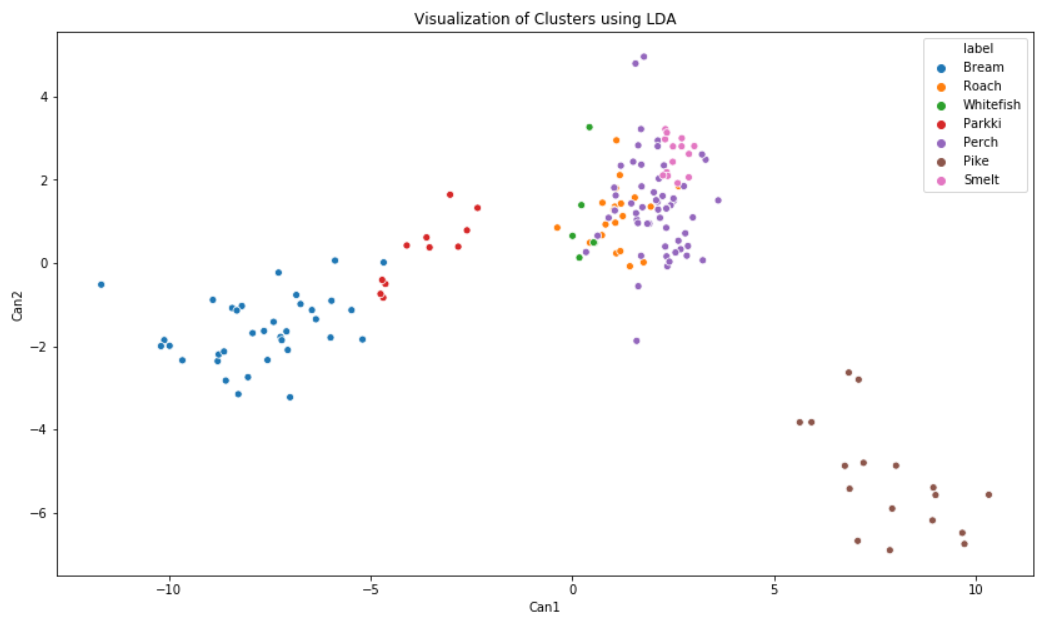 Visualization of Clusters using LDA
label
Bream
Roach
Whitefish
Parkki
Perch
Pike
Smelt
4
2
0
−2
−4
−6
Can2
−10
−5
0
5
10
Can1